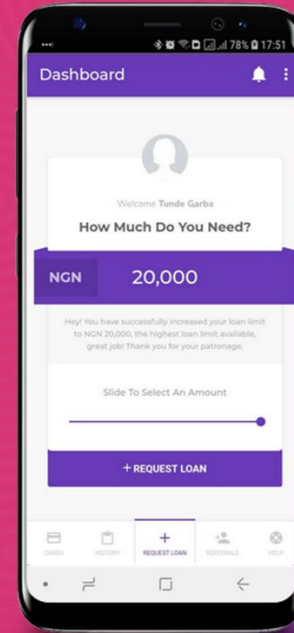 78% 17:51
Dashboard
Welcome Tunde Garba
How Much Do You Need?
NGN 20,000
Hey! You have successfully increased your loan limit
to NGN 20,000, the highest loan limit available,
great job! Thank you for your patronage.
Slide To Select An Amount
+ REQUEST LOAN
CARDS HISTORY REQUEST LOAN REFERRALS HELP